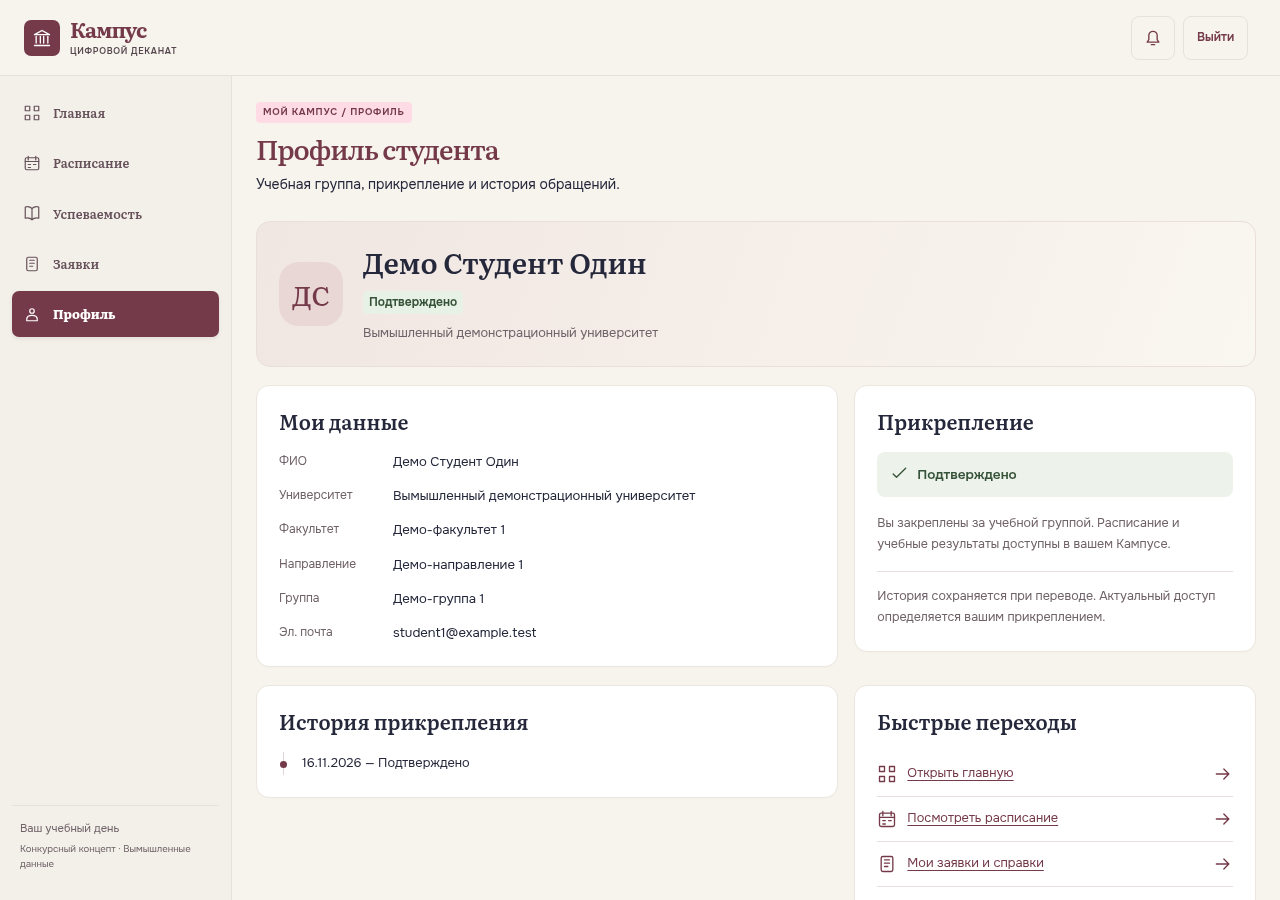 Кампус
ЦИФРОВОЙ ДЕКАНАТ
Выйти
Главная
Расписание
Успеваемость
Заявки
Профиль
Ваш учебный день
Конкурсный концепт · Вымышленные
данные
МОЙ КАМПУС / ПРОФИЛЬ
Профиль студента
Учебная группа, прикрепление и история обращений.
ДС
Демо Студент Один
Подтверждено
Вымышленный демонстрационный университет
Мои данные
ФИО Демо Студент Один
Университет Вымышленный демонстрационный университет
Факультет Демо-факультет 1
Направление Демо-направление 1
Группа Демо-группа 1
Эл. почта student1@example.test
Прикрепление
Подтверждено
Вы закреплены за учебной группой. Расписание и
учебные результаты доступны в вашем Кампусе.
История сохраняется при переводе. Актуальный доступ
определяется вашим прикреплением.
История прикрепления
16.11.2026 — Подтверждено
Быстрые переходы
Открыть главную
Посмотреть расписание
Мои заявки и справки